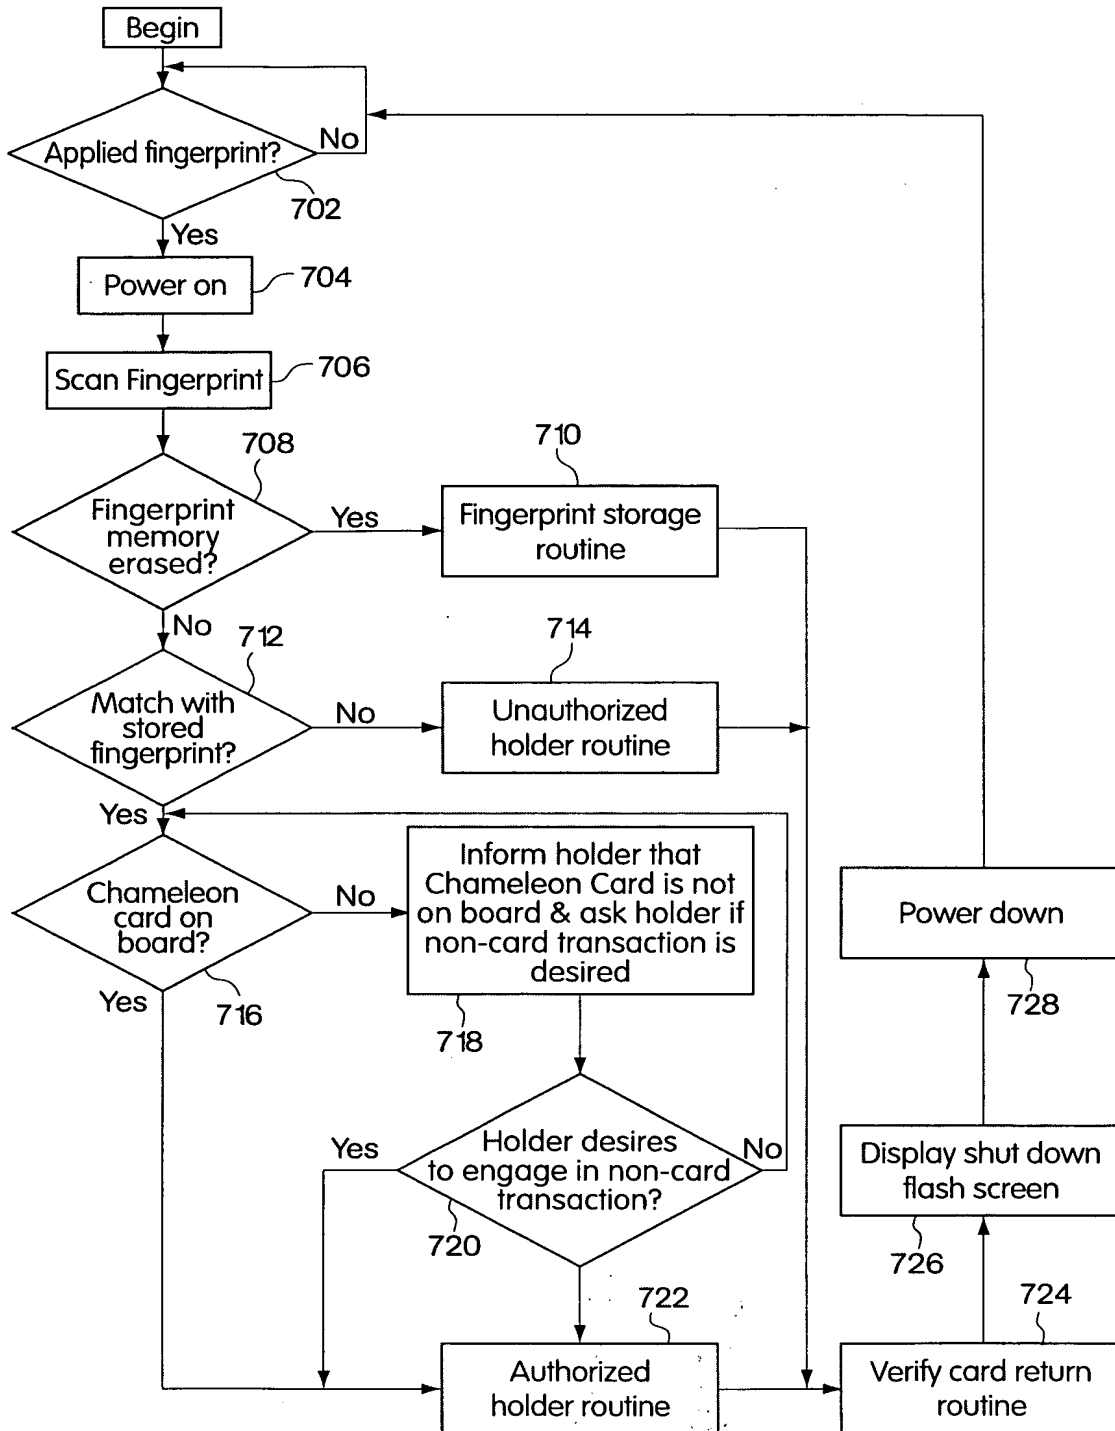 Begin
Applied fingerprint?
No
702
Yes
Power on
704
Scan Fingerprint
706
708
Fingerprint
memory
erased?
Yes
710
Fingerprint storage
routine
No
712
Match with
stored
fingerprint?
No
714
Unauthorized
holder routine
Yes
Chameleon
card on
board?
No
716
Yes
Inform holder that
Chameleon Card is not
on board & ask holder if
non-card transaction is
desired
718
Holder desires
to engage in non-card
transaction?
Yes
No
720
722
Authorized
holder routine
724
Verify card return
routine
Display shut down
flash screen
726
Power down
728